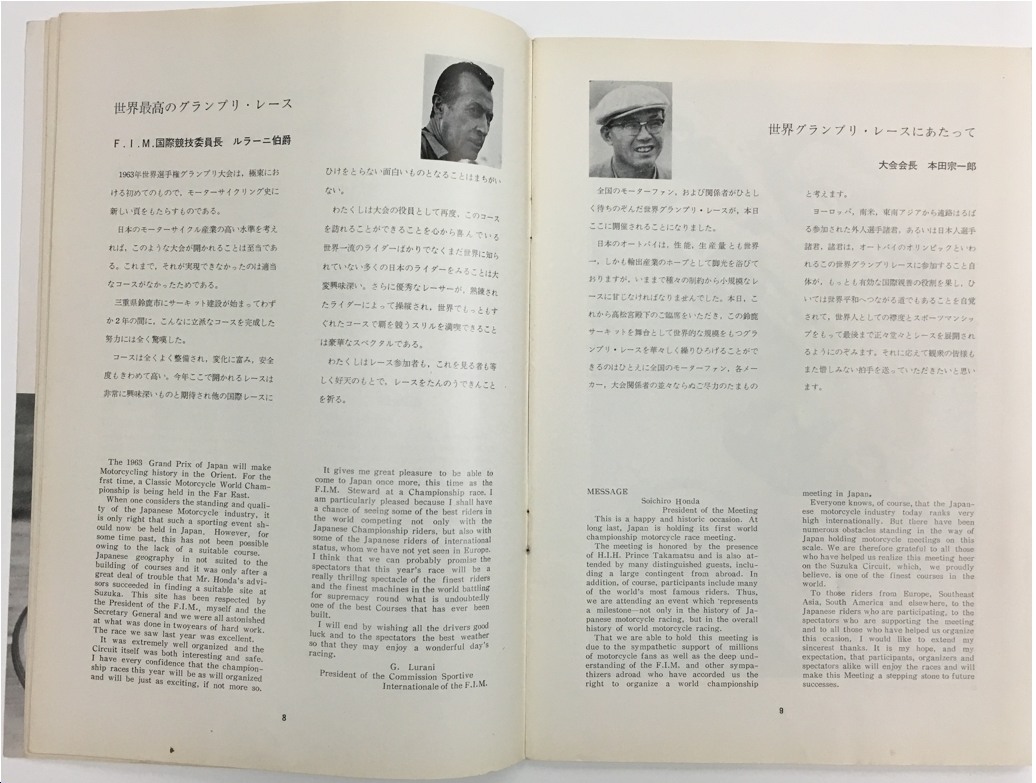 世界最高のグランプリ・レース
F.I.M.国際競技委員長　ルラーニ伯爵
1963年世界選手権グランプリ大会は，極東にお
ける初めてのもので，モーターサイクリング史に
新しい頁をもたらすものである。
日本のモーターサイクル産業の高い水準を考え
れば，このような大会が開かれることは至当であ
る。これまで，それが実現できなかったのは適当
なコースがなかったためである。
三重県鈴鹿市にサーキット建設が始まってわず
か２年の間に，こんなに立派なコースを完成した
努力には全く驚嘆した。
コースは全くよく整備され，変化に富み，安全
度もきわめて高い。今年ここで開かれるレースは
非常に興味深いものと期待され他の国際レースに
ひけをとらない面白いものとなることはまちがい
ない。
わたくしは大会の役員として再度，このコース
を訪れることができることを心から喜んでいる
世界一流のライダーばかりでなくまだ世界に知ら
れていない多くの日本のライダーをみることは大
変興味深い。さらに優秀なレーサーが，熟練され
たライダーによって操縦され，世界でもっともす
ぐれたコースで覇を競うスリルを満喫できること
は豪華なスペクタルである。
わたくしはレース参加者も，これを見る者も等
しく好天のもとで，レースをたんのうできんこと
を祈る。
The 1963 Grand Prix of Japan will make
Motorcycling history in the Orient. For the
frst time, a Classic Motorcycle World Cham-
pionship is being held in the Far East.
When one considers the standing and quali-
ty of the Japanese Motorcycle industry, it
is only right that such a sporting event sh-
ould now be held in Japan. However, for
some time past, this has not been possible
owing to the lack of a suitable course.
Japanese geography in not suited to the
building of courses and it was only after a
great deal of trouble that Mr. Honda's advi-
sors succeeded in finding a suitable site at
Suzuka. This site has been respected by
the President of the F.I.M., myself and the
Secretary General and we were all astonished
at what was done in twoyears of hard work.
The race we saw last year was excellent.
It was extremely well organized and the
Circuit itself was both interesting and safe.
I have every confidence that the champion-
ship races this year will be as will organized
and will be just as exciting, if not more so.
It gives me great pleasure to be able to
come to Japan once more, this time as the
F.I.M. Steward at a Championship race. I
am particularly pleased because I shall have
a chance of seeing some of the best riders is
the world competing not only with the
Japanese Championship riders, but also with
some of the Japanese riders of international
status, whom we have not yet seen in Europe.
I think that we can probably promise the
spectators that this year's race will be a
really thrilling spectacle of the finest riders
and the finest machines in the world battling
for supremacy round what is undoubtedly
one of the best Courses that has ever been
built.
I will end by wishing all the drivers good
luck and to the spectators the best weather
so that they may enjoy a wonderful day's
racing.
G. Lurani
President of the Commission Sportive
Internationale of the F.I.M.
8
世界グランプリ・レースにあたって
大会会長　本田宗一郎
全国のモーターファン，および関係者がひとし
く待ちのぞんだ世界グランプリ・レースが，本日
ここに開催されることになりました。
日本のオートバイは，性能，生産量とも世界
一，しかも輸出産業のホープとして脚光を浴びて
おりますが，いままで種々の制約から小規模なレ
ースに甘じなければなりませんでした。本日，こ
れから高松宮殿下のご臨席をいただき，この鈴鹿
サーキットを舞台として世界的な規模をもつグラ
ンプリ・レースを華々しく繰りひろげることがで
きるのはひとえに全国のモーターファン，各メー
カー，大会関係者の並々ならぬご尽力のたまもの
と考えます。
ヨーロッパ，南米，東南アジアから遠路はるば
る参加された外人選手諸君，あるいは日本人選手
諸君，諸君は，オートバイのオリンピックといわ
れるこの世界グランプリレースに参加すること自
体が，もっとも有効な国際親善の役割を果し，ひ
いては世界平和へつながる道でもあることを自覚
されて，世界人としての襟度とスポーツマンシッ
プをもって最後まで正々堂々とレースを展開され
るようにのぞみます。それに応えて観衆の皆様も
また惜しみない拍手を送っていただきたいと思い
ます。
MESSAGE
Soichiro Honda
President of the Meeting
This is a happy and historic occasion. At
long last, Japan is holding its first world
championship motorcycle race meeting.
The meeting is honored by the presence
of H.I.H. Prince Takamatsu and is also at-
tended by many distinguished guests, inclu-
ding a large contingent from abroad. In
addition, of course, participants include many
of the world's most famous riders. Thus,
we are attending an event which represents
a milestone—not only in the history of Ja-
panese motorcycle racing, but in the overall
history of world motorcycle racing.
That we are able to hold this meeting is
due to the sympathetic support of millions
of motorcycle fans as well as the deep und-
erstanding of the F.I.M. and other sympa-
thizers abroad who have accorded us the
right to organize a world championship
meeting in Japan.
Everyone knows, of course, that the Japan-
ese motorcycle industry today ranks very
high internationally. But there have been
numerous obstacles standing in the way of
Japan holding motorcycle meetings on this
scale. We are therefore grateful to all those
who have helped us realise this meeting heer
on the Suzuka Circuit, which, we proudly
believe, is one of the finest courses in the
world.
To those riders from Europe, Southeast
Asia, South America and elsewhere, to the
Japanese riders who are participating, to the
spectators who are supporting the meeting
and to all those who have helped us organize
this ocasion, I would like to extend my
sincerest thanks. It is my hope, and my
expectation, that participants, organizers and
spectators alike will enjoy the races and will
make this Meeting a stepping stone to future
successes.
9